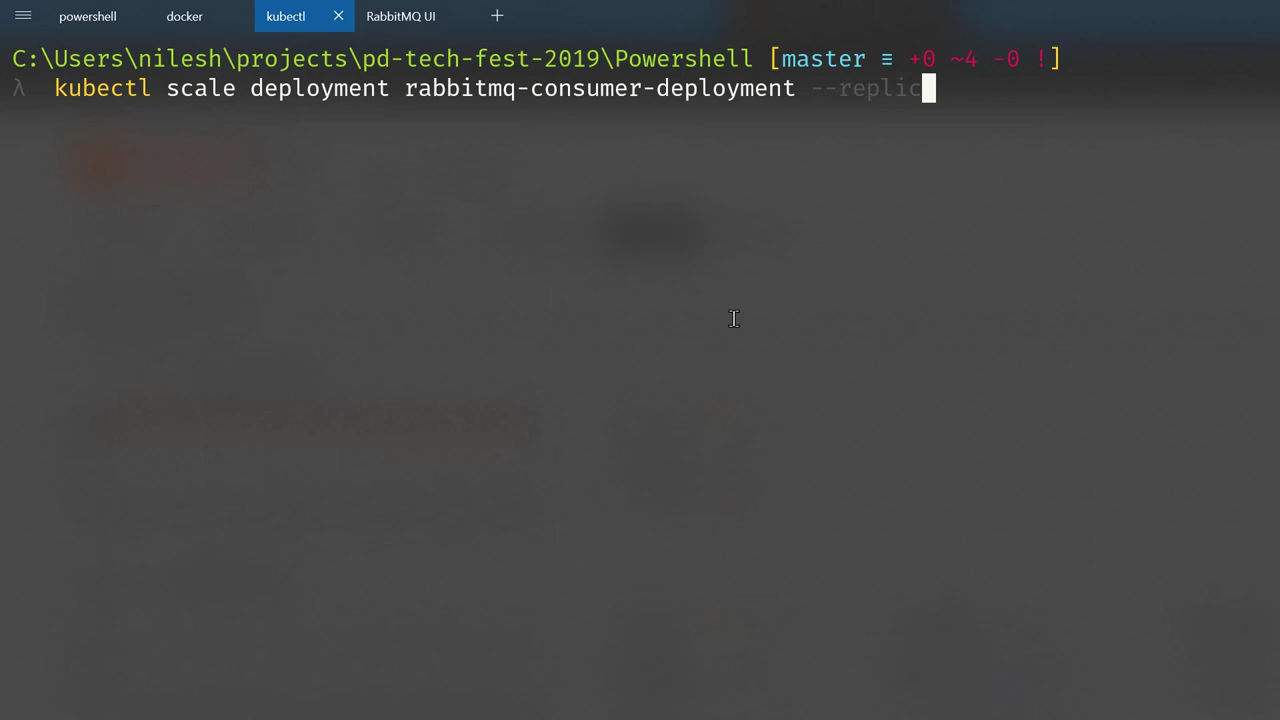 powershell docker kubectl RabbitMQ UI
C:\Users\nilesh\projects\pd-tech-fest-2019\Powershell [master ≡ +0 ~4 -0 !]
λ kubectl scale deployment rabbitmq-consumer-deployment --replic